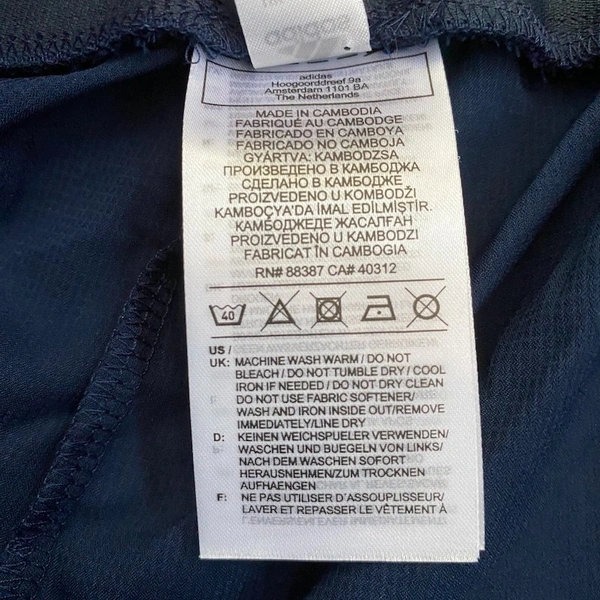 adidas
adidas
Hoogoorddreef 9a
Amsterdam 1101 BA
The Netherlands
MADE IN CAMBODIA
FABRIQUÉ AU CAMBODGE
FABRICADO EN CAMBOYA
FABRICADO NO CAMBOJA
GYÁRTVA: KAMBODZSA
ПРОИЗВЕДЕНО В КАМБОДЖА
СДЕЛАНО В КАМБОДЖЕ
PROIZVEDENO U KOMBODŽI
KAMBOÇYA'DA İMAL EDİLMİŞTİR.
КАМБОДЖЕДЕ ЖАСАЛҒАН
PROIZVEDENO U KAMBODZI
FABRICAT ÎN CAMBOGIA
RN# 88387 CA# 40312
40
US /
UK: MACHINE WASH WARM / DO NOT
BLEACH / DO NOT TUMBLE DRY / COOL
IRON IF NEEDED / DO NOT DRY CLEAN
DO NOT USE FABRIC SOFTENER/
WASH AND IRON INSIDE OUT/REMOVE
IMMEDIATELY/LINE DRY
D: KEINEN WEICHSPUELER VERWENDEN/
WASCHEN UND BUEGELN VON LINKS/
NACH DEM WASCHEN SOFORT
HERAUSNEHMEN/ZUM TROCKNEN
AUFHAENGEN
F: NE PAS UTILISER D'ASSOUPLISSEUR/
LAVER ET REPASSER LE VÊTEMENT À